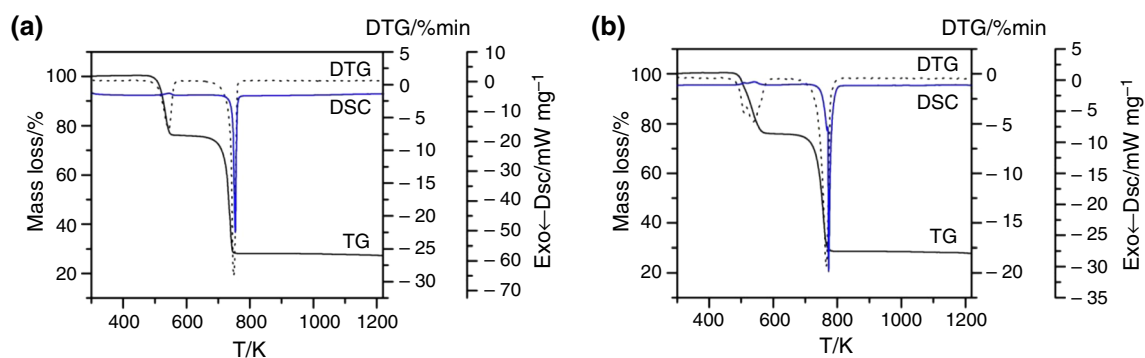 (a)
DTG/%min
100
80
60
40
20
Mass loss/%
DTG
DSC
TG
400 600 800 1000 1200
T/K
5
0
− 5
− 10
− 15
− 20
− 25
− 30
10
0
− 10
− 20
− 30
− 40
− 50
− 60
− 70
Exo←Dsc/mW mg⁻¹
(b)
DTG/%min
100
80
60
40
20
Mass loss/%
DTG
DSC
TG
400 600 800 1000 1200
T/K
0
− 5
− 10
− 15
− 20
5
0
− 5
− 10
− 15
− 20
− 25
− 30
− 35
Exo←Dsc/mW mg⁻¹